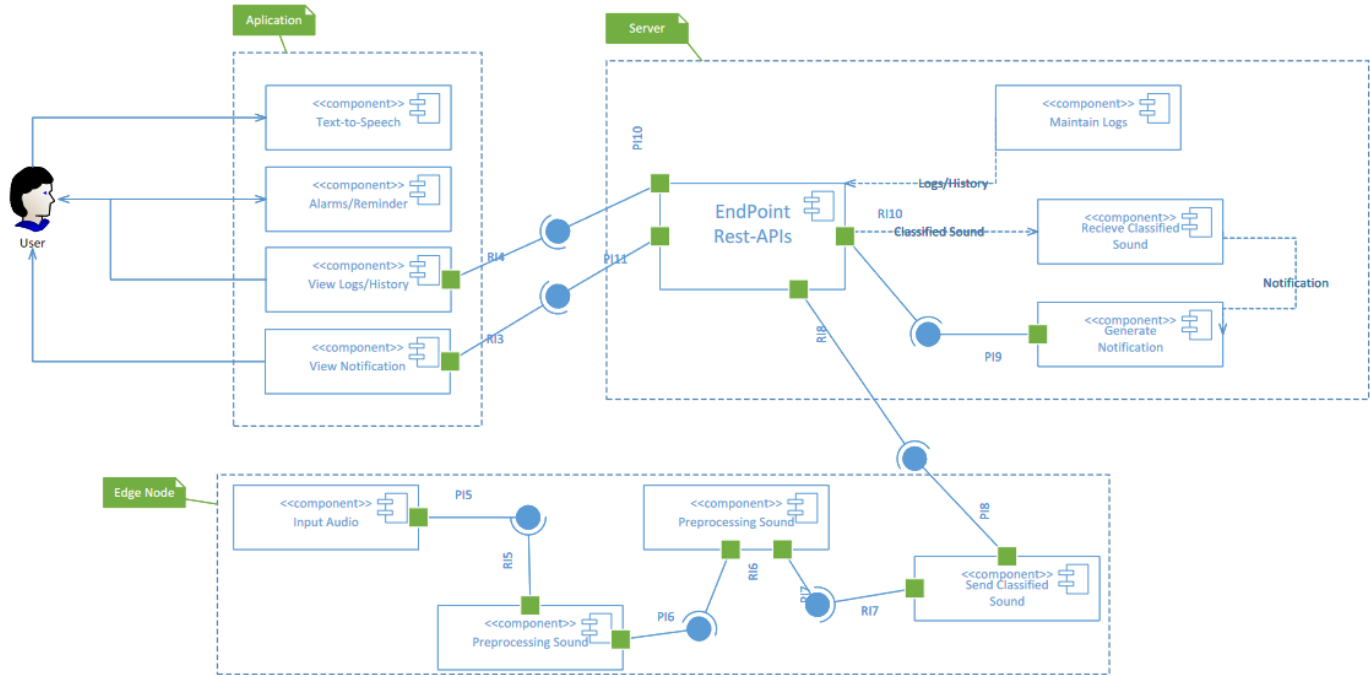 Aplication
Server
<<component>>
Text-to-Speech
<<component>>
Maintain Logs
PI10
<<component>>
Alarms/Reminder
Logs/History
User
EndPoint
Rest-APIs
RI10
Classified Sound
<<component>>
Recieve Classified
Sound
<<component>>
View Logs/History
RI4
PI11
Notification
<<component>>
View Notification
RI3
RI8
<<component>>
Generate
Notification
PI9
Edge Node
<<component>>
Input Audio
PI5
<<component>>
Preprocessing Sound
PI8
RI5
RI6
PI7
<<component>>
Send Classified
Sound
<<component>>
Preprocessing Sound
PI6
RI7